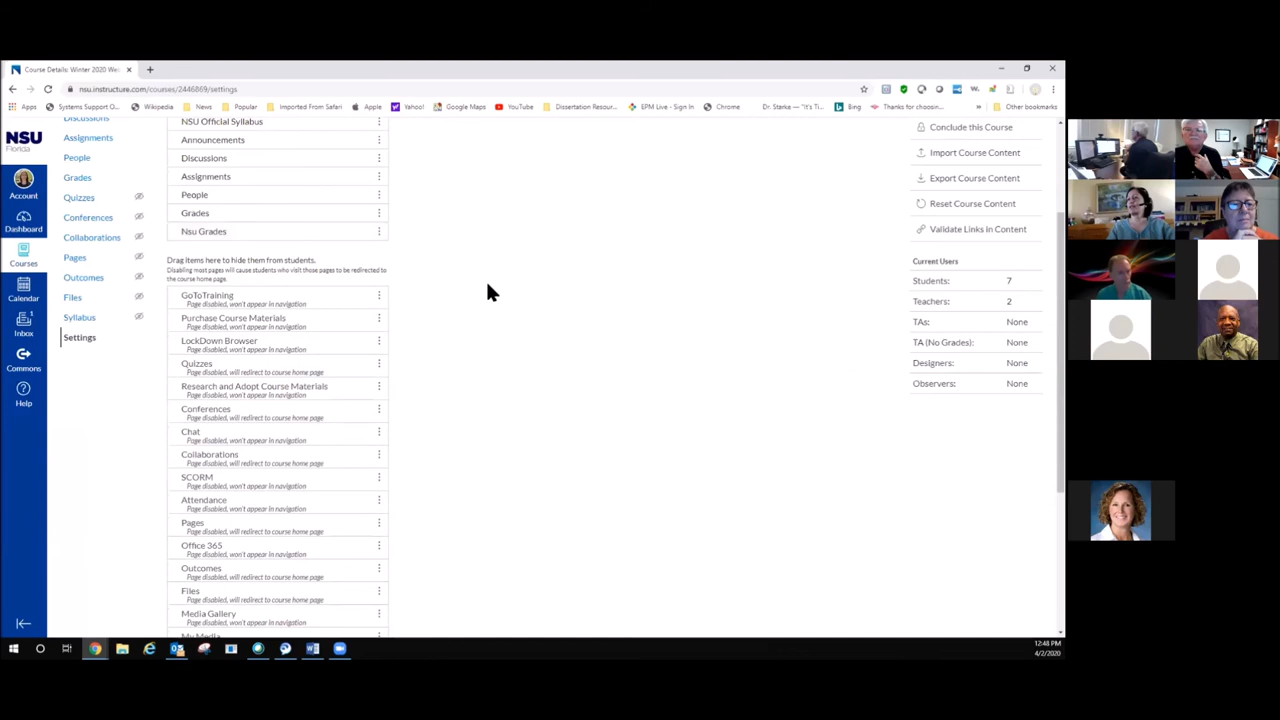 Course Details: Winter 2020 We
nsu.instructure.com/courses/2446869/settings
Apps
Systems Support O...
Wikipedia
News
Popular
Imported From Safari
Apple
Yahoo!
Google Maps
YouTube
Dissertation Resour...
EPM Live - Sign In
Chrome
Dr. Starke — "It's Ti...
Bing
Thanks for choosin...
»
Other bookmarks
NSU
Florida
Account
Dashboard
Courses
Calendar
1
Inbox
Commons
Help
Discussions
Assignments
People
Grades
Quizzes
Conferences
Collaborations
Pages
Outcomes
Files
Syllabus
Settings
NSU Official Syllabus
Announcements
Discussions
Assignments
People
Grades
Nsu Grades
Drag items here to hide them from students.
Disabling most pages will cause students who visit those pages to be redirected to
the course home page.
GoToTraining
Page disabled, won't appear in navigation
Purchase Course Materials
Page disabled, won't appear in navigation
LockDown Browser
Page disabled, won't appear in navigation
Quizzes
Page disabled, will redirect to course home page
Research and Adopt Course Materials
Page disabled, won't appear in navigation
Conferences
Page disabled, will redirect to course home page
Chat
Page disabled, won't appear in navigation
Collaborations
Page disabled, will redirect to course home page
SCORM
Page disabled, won't appear in navigation
Attendance
Page disabled, won't appear in navigation
Pages
Page disabled, will redirect to course home page
Office 365
Page disabled, won't appear in navigation
Outcomes
Page disabled, will redirect to course home page
Files
Page disabled, will redirect to course home page
Media Gallery
Page disabled, won't appear in navigation
My Media
Conclude this Course
Import Course Content
Export Course Content
Reset Course Content
Validate Links in Content
Current Users
Students: 7
Teachers: 2
TAs: None
TA (No Grades): None
Designers: None
Observers: None
12:48 PM
4/2/2020